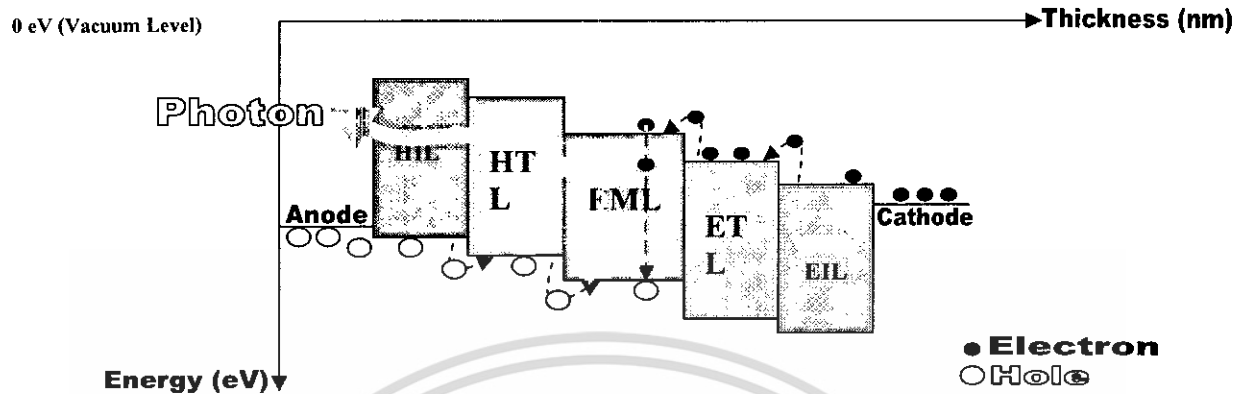 0 eV (Vacuum Level)
Thickness (nm)
Photon
HIL
HT
L
EML
ET
L
EIL
Anode
Cathode
Electron
Hole
Energy (eV)